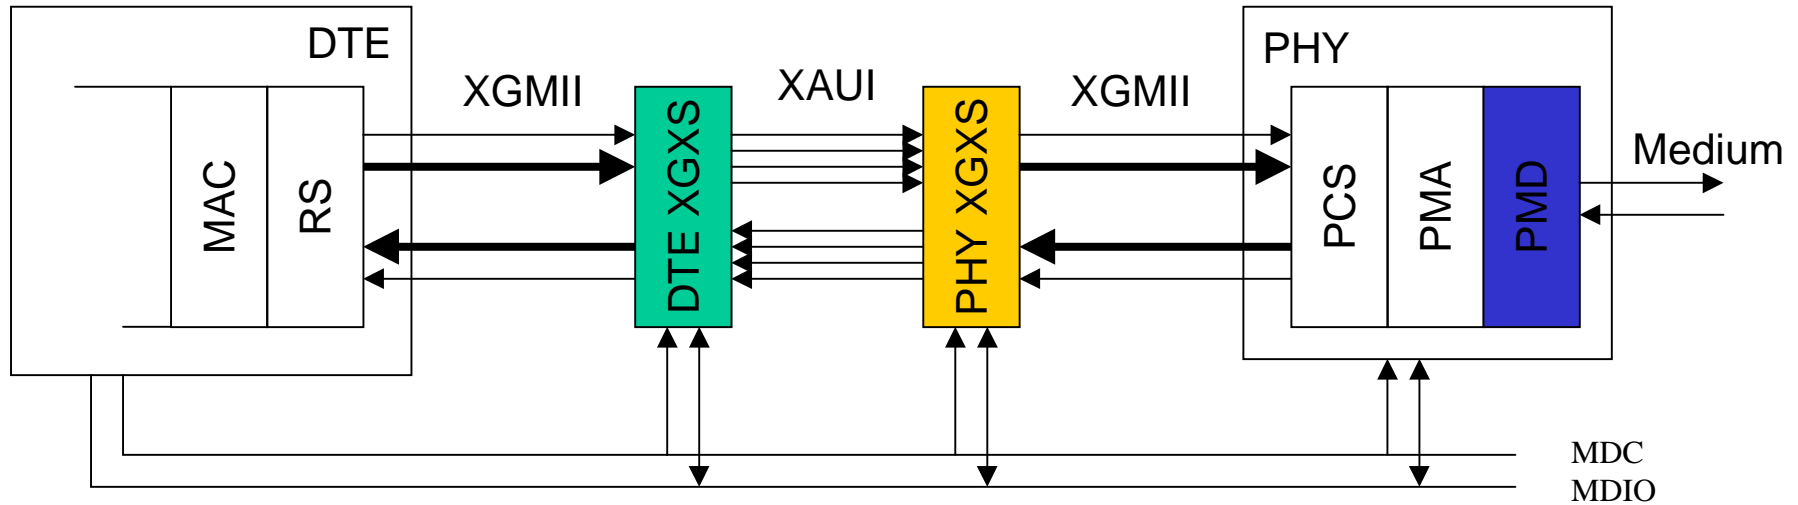 DTE
XGMII
XAUI
XGMII
PHY
MAC
RS
DTE XGXS
PHY XGXS
PCS
PMA
PMD
Medium
MDC
MDIO